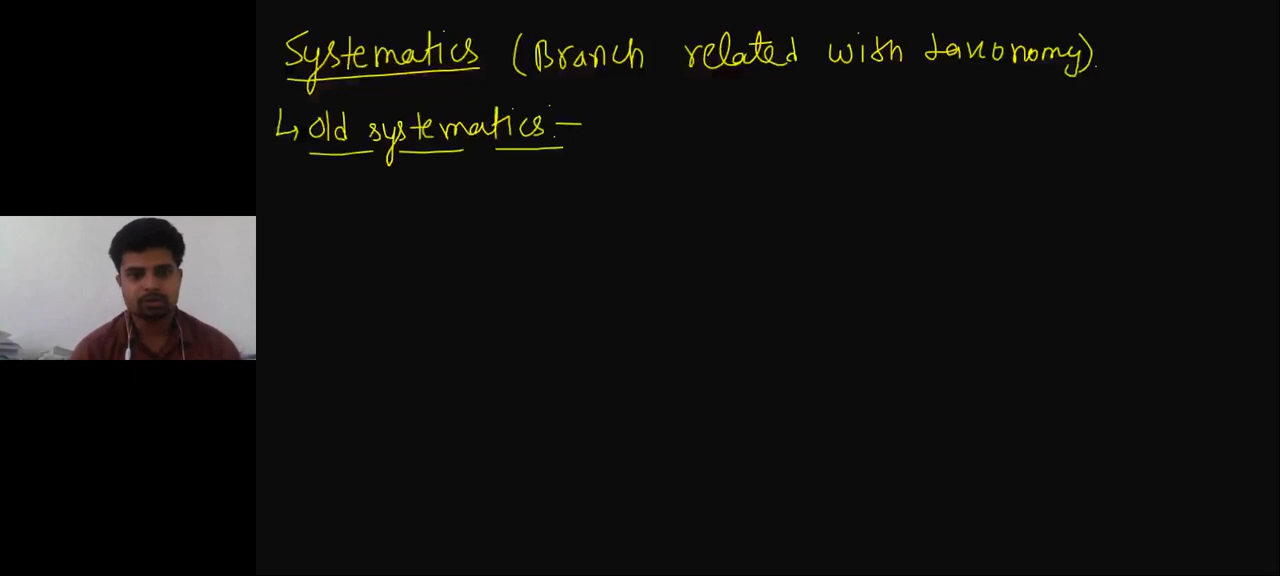 Systematics (Branch related with taxonomy).
↳ Old systematics :-